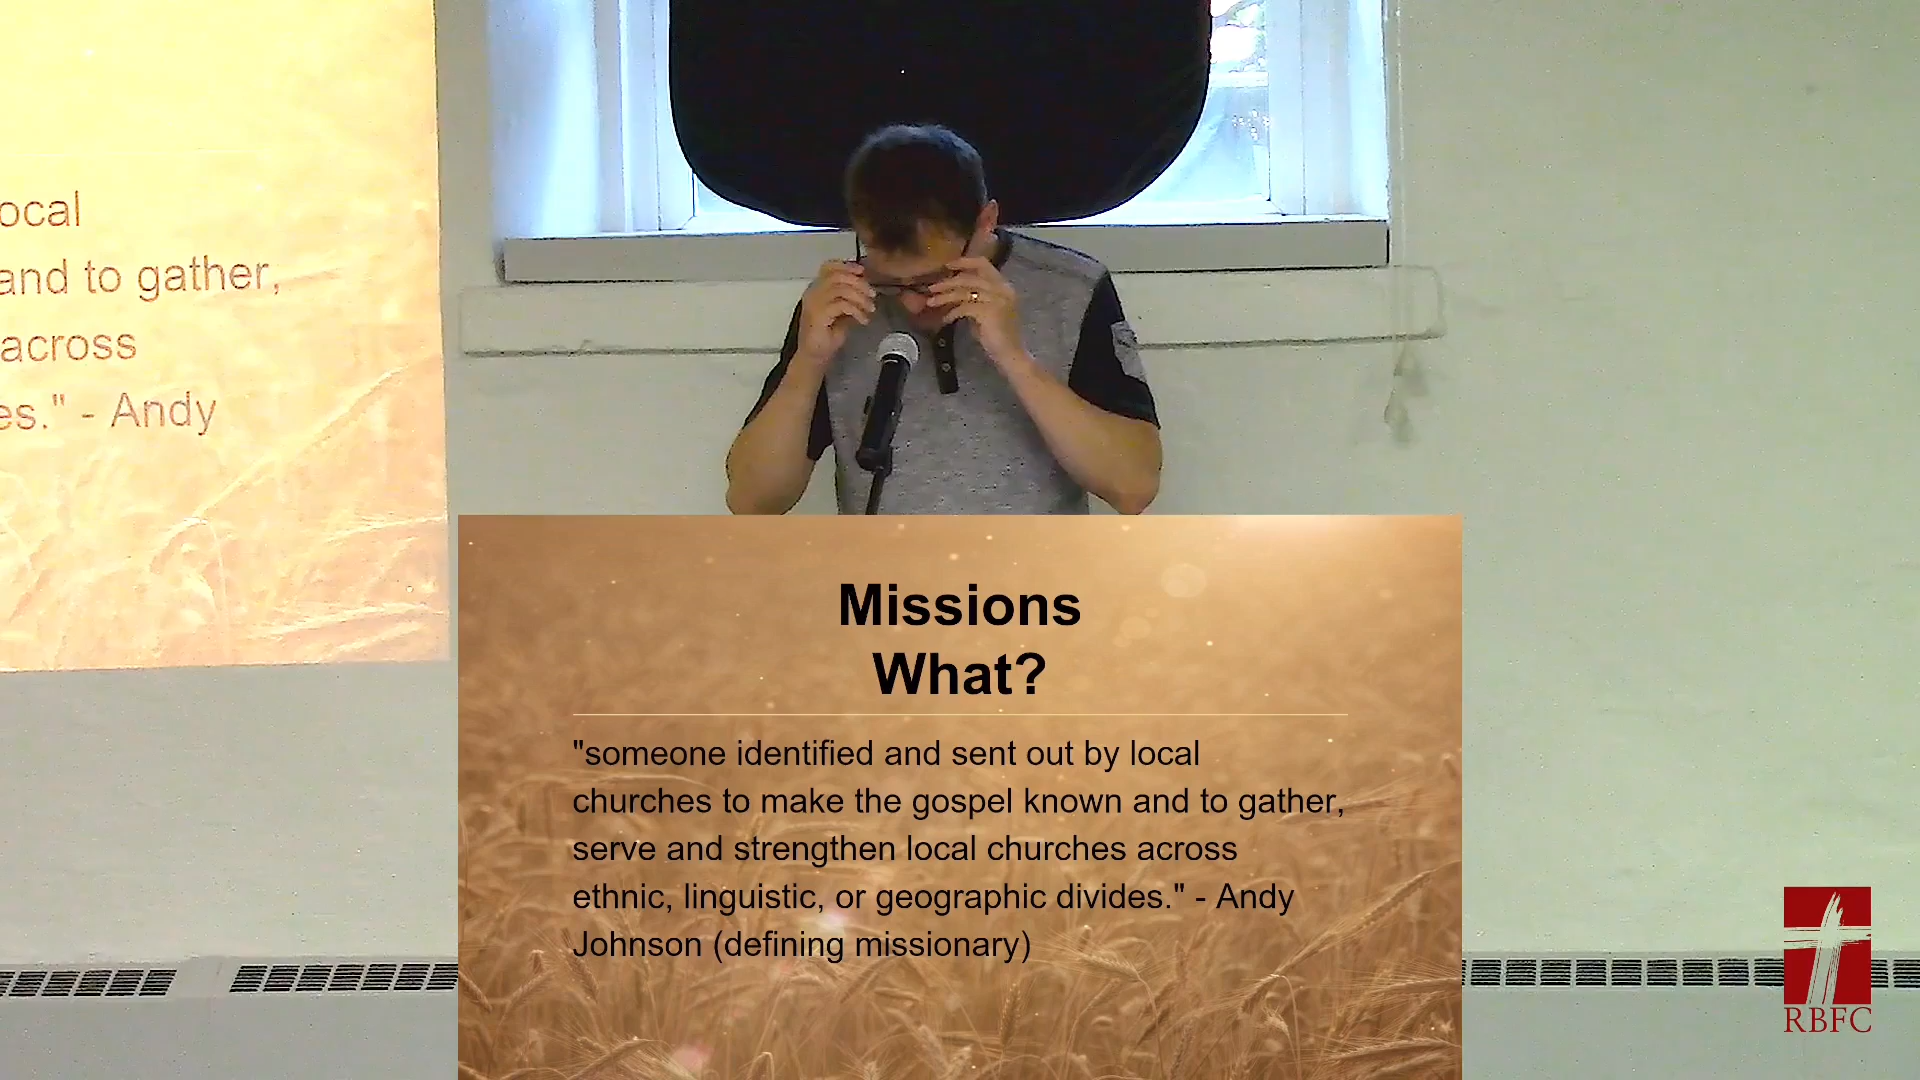 ocal
and to gather,
across
es." - Andy
Missions
What?
"someone identified and sent out by local
churches to make the gospel known and to gather,
serve and strengthen local churches across
ethnic, linguistic, or geographic divides." - Andy
Johnson (defining missionary)
RBFC